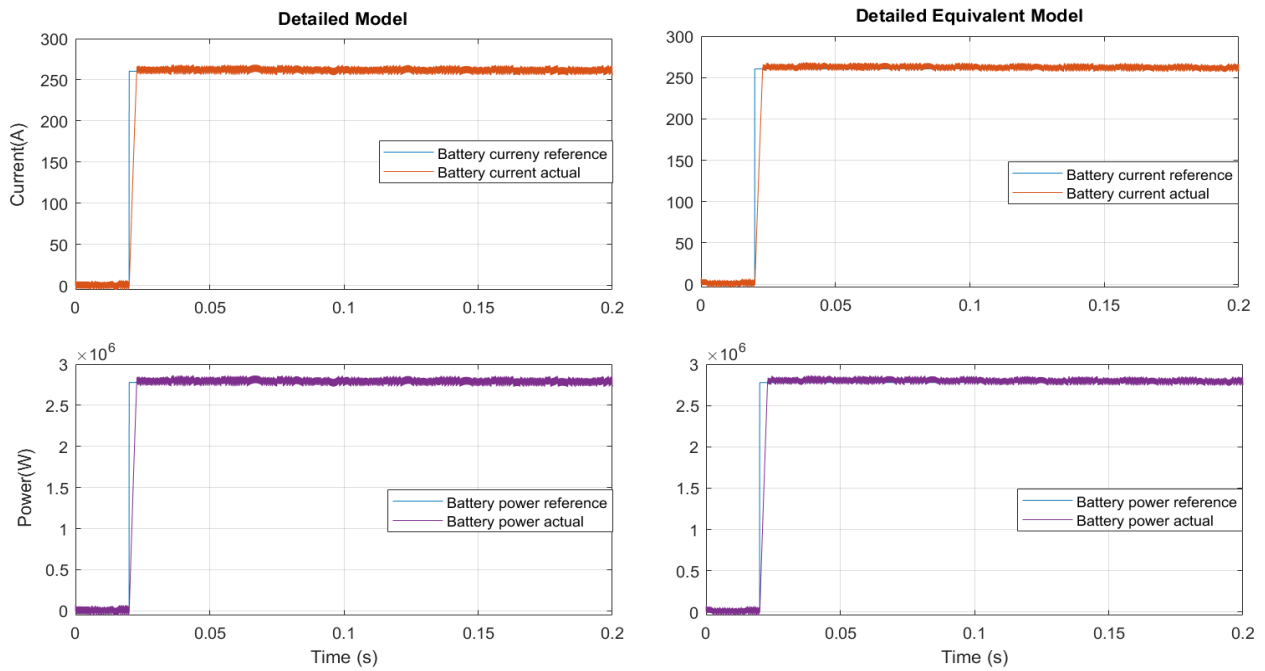 Detailed Model
300
250
200
150
100
50
0
Current(A)
Battery curreny reference
Battery current actual
0 0.05 0.1 0.15 0.2
Detailed Equivalent Model
300
250
200
150
100
50
0
Battery current reference
Battery current actual
0 0.05 0.1 0.15 0.2
×10⁶
3
2.5
2
1.5
1
0.5
0
Power(W)
Battery power reference
Battery power actual
0 0.05 0.1 0.15 0.2
Time (s)
×10⁶
3
2.5
2
1.5
1
0.5
0
Battery power reference
Battery power actual
0 0.05 0.1 0.15 0.2
Time (s)